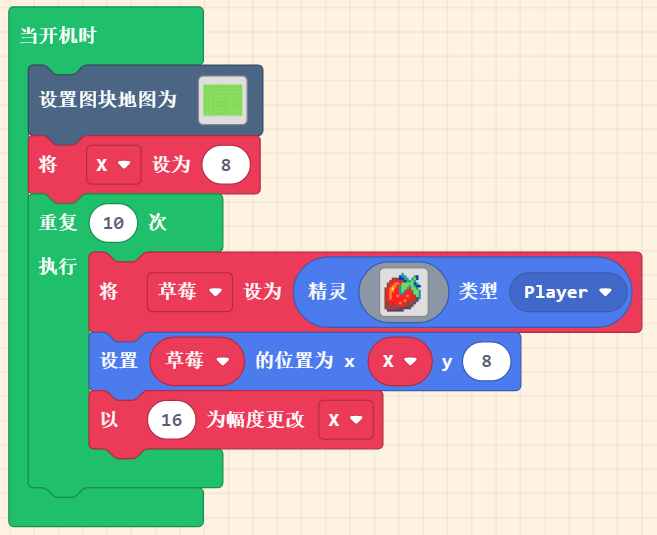 当开机时
设置图块地图为
将 X 设为 8
重复 10 次
执行
将 草莓 设为 精灵 类型 Player
设置 草莓 的位置为 x X y 8
以 16 为幅度更改 X